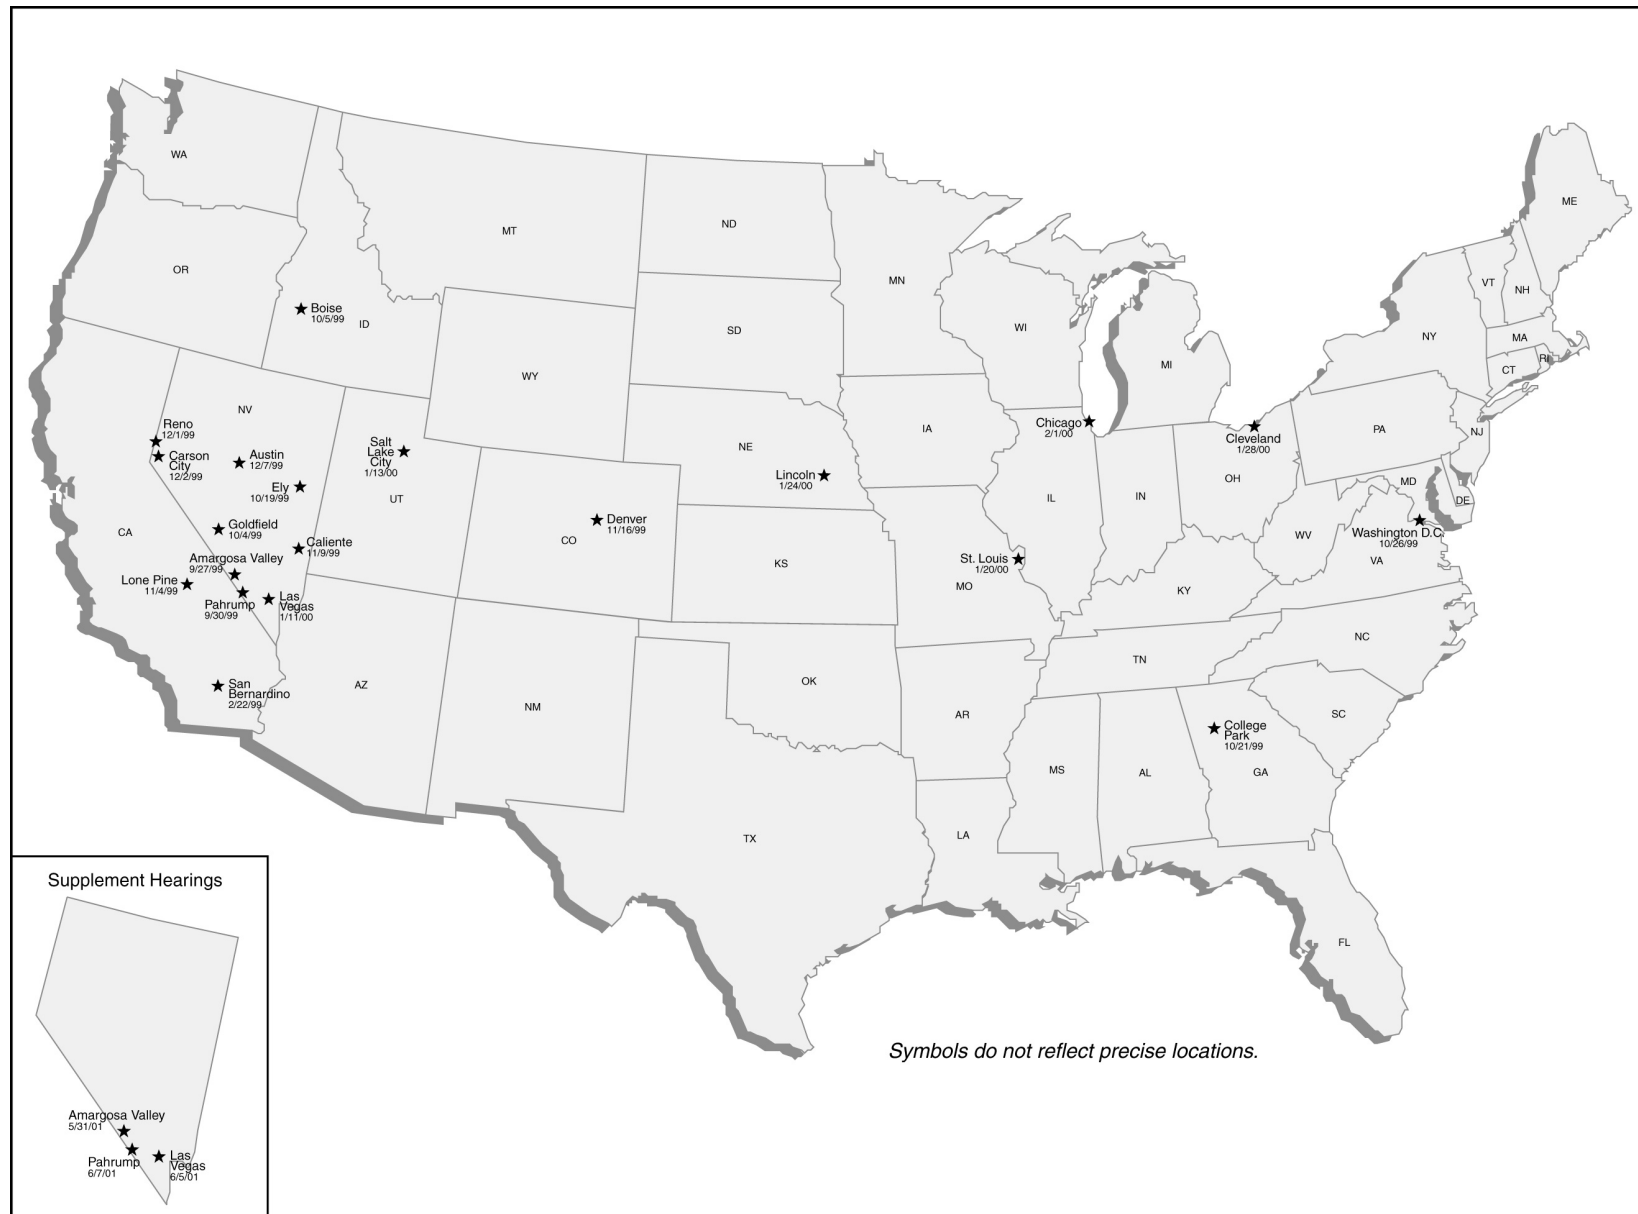 WA
OR
Boise
10/5/99
ID
MT
ND
SD
WY
MN
WI
MI
ME
VT
NH
NY
MA
CT
RI
NV
Reno
12/1/99
Carson
City
12/2/99
Austin
12/7/99
Ely
10/19/99
Goldfield
10/4/99
Caliente
11/9/99
Amargosa Valley
9/27/99
Lone Pine
11/4/99
Pahrump
9/30/99
Las
Vegas
1/11/00
CA
San
Bernardino
2/22/99
Salt
Lake
City
1/13/00
UT
CO
Denver
11/16/99
NE
Lincoln
1/24/00
IA
Chicago
2/1/00
Cleveland
1/28/00
PA
NJ
MD
DE
OH
IN
IL
KS
MO
St. Louis
1/20/00
WV
Washington D.C.
10/26/99
VA
KY
NC
TN
AZ
NM
OK
AR
SC
College
Park
10/21/99
MS
AL
GA
TX
LA
FL
Symbols do not reflect precise locations.
Supplement Hearings
Amargosa Valley
5/31/01
Pahrump
6/7/01
Las
Vegas
6/5/01